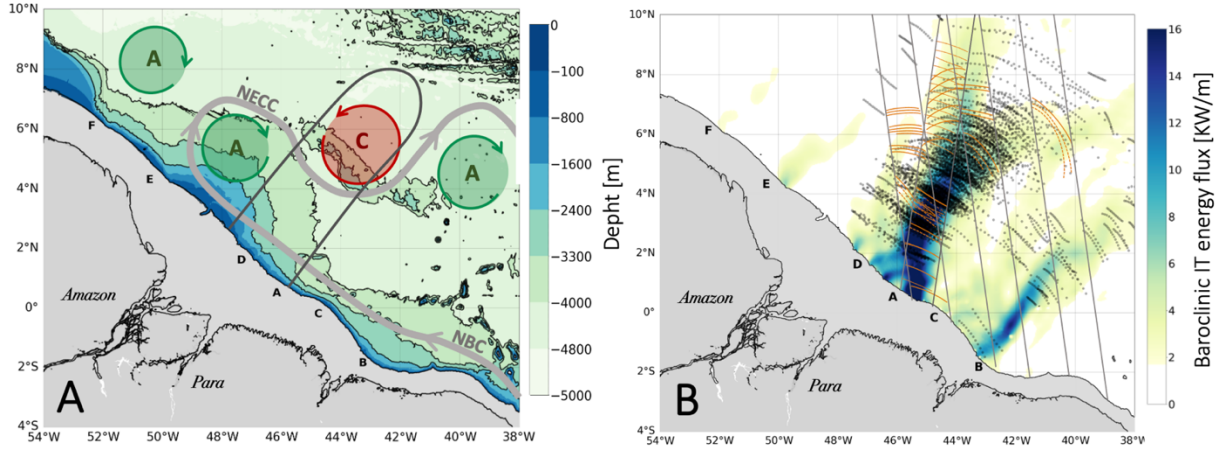 10°N
8°N
6°N
4°N
2°N
0°
2°S
4°S
54°W 52°W 50°W 48°W 46°W 44°W 42°W 40°W 38°W
A
A
A
C
NECC
NBC
F
E
D
A
C
B
Amazon
Para
A
0
-100
-800
-1600
-2400
-3300
-4000
-4800
-5000
Depht [m]
10°N
8°N
6°N
4°N
2°N
0°
2°S
4°S
54°W 52°W 50°W 48°W 46°W 44°W 42°W 40°W 38°W
F
E
D
A
C
B
Amazon
Para
B
16
14
12
10
8
6
4
2
0
Baroclinic IT energy flux [KW/m]